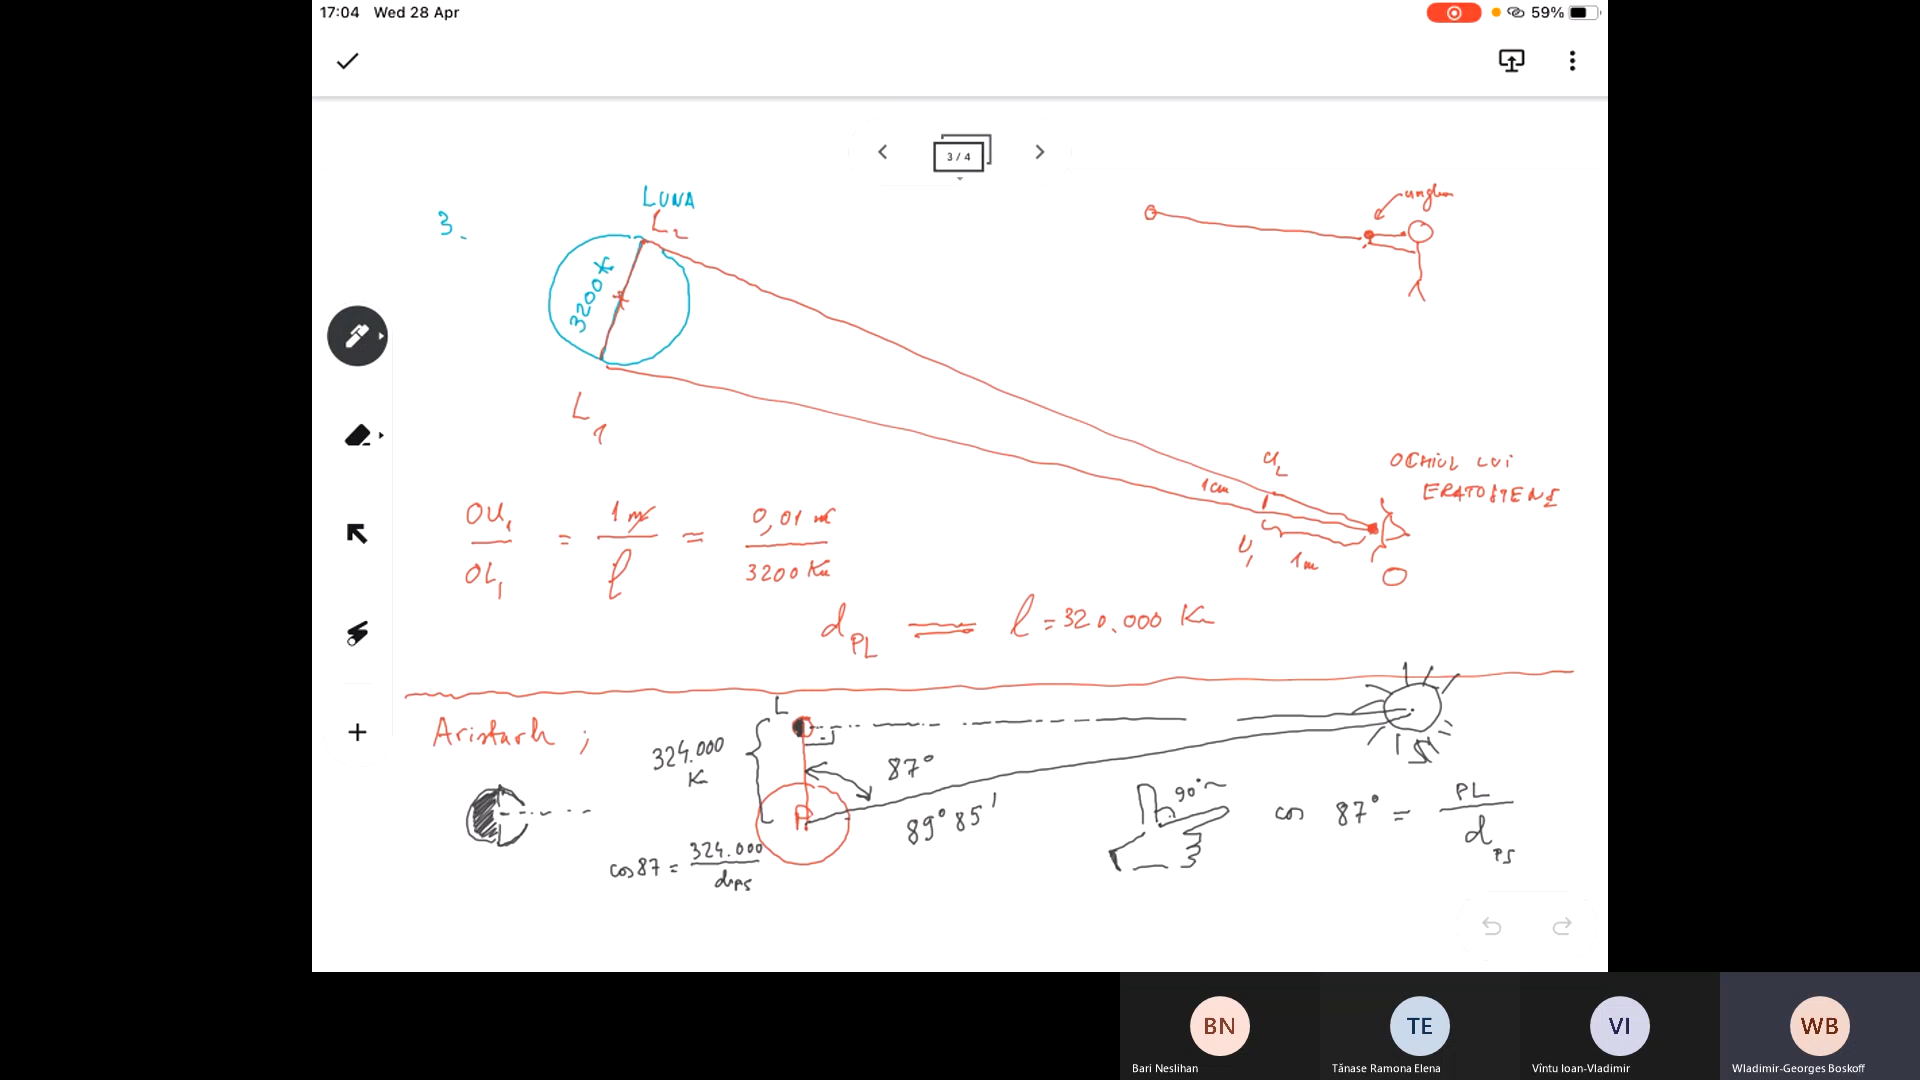 17:04 Wed 28 Apr
59%
3 / 4
3.
LUNA
L2
3200 K
L1
unghie
U2
1cm
U1
1m
OCHIUL LUI
ERATOSTENE
O
OU1 / OL1 = 1 m / l = 0,01 m / 3200 Km
dPL = l = 320.000 Km
Aristarh ;
L
324.000
K
87°
89° 85'
P
S
90°
cos 87° = PL / dPS
cos 87 = 324.000 / dPS
BN
TE
VI
WB
Bari Neslihan
Tănase Ramona Elena
Vîntu Ioan-Vladimir
Wladimir-Georges Boskoff